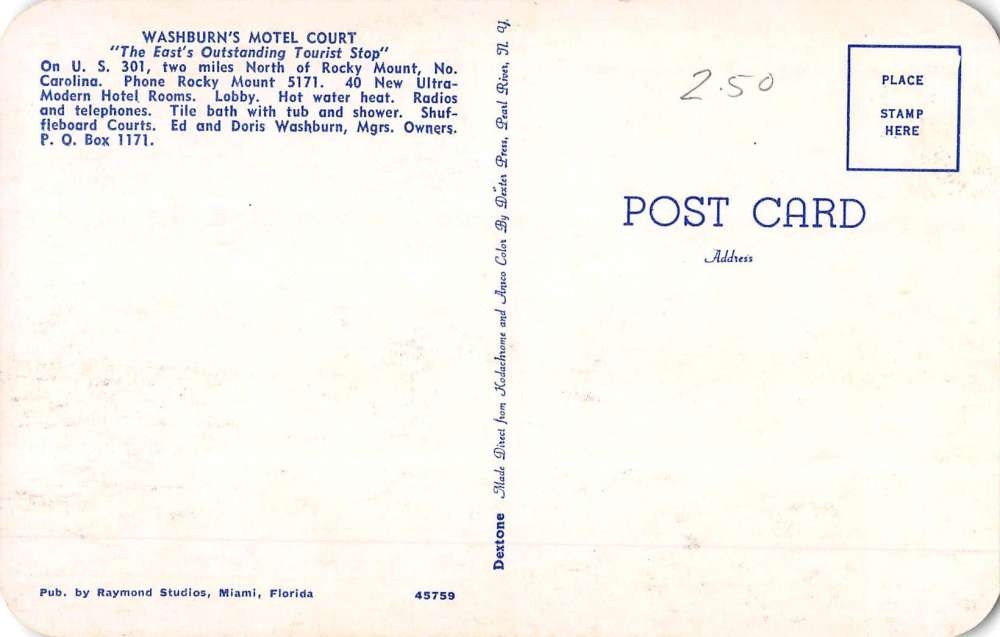 WASHBURN'S MOTEL COURT
"The East's Outstanding Tourist Stop"
On U. S. 301, two miles North of Rocky Mount, No.
Carolina. Phone Rocky Mount 5171. 40 New Ultra-
Modern Hotel Rooms. Lobby. Hot water heat. Radios
and telephones. Tile bath with tub and shower. Shuf-
fleboard Courts. Ed and Doris Washburn, Mgrs. Owners.
P. O. Box 1171.
Pub. by Raymond Studios, Miami, Florida 45759
Dextone Made Direct from Kodachrome and Ansco Color By Dexter Press, Pearl River, N. Y.
2.50
PLACE
STAMP
HERE
POST CARD
Address